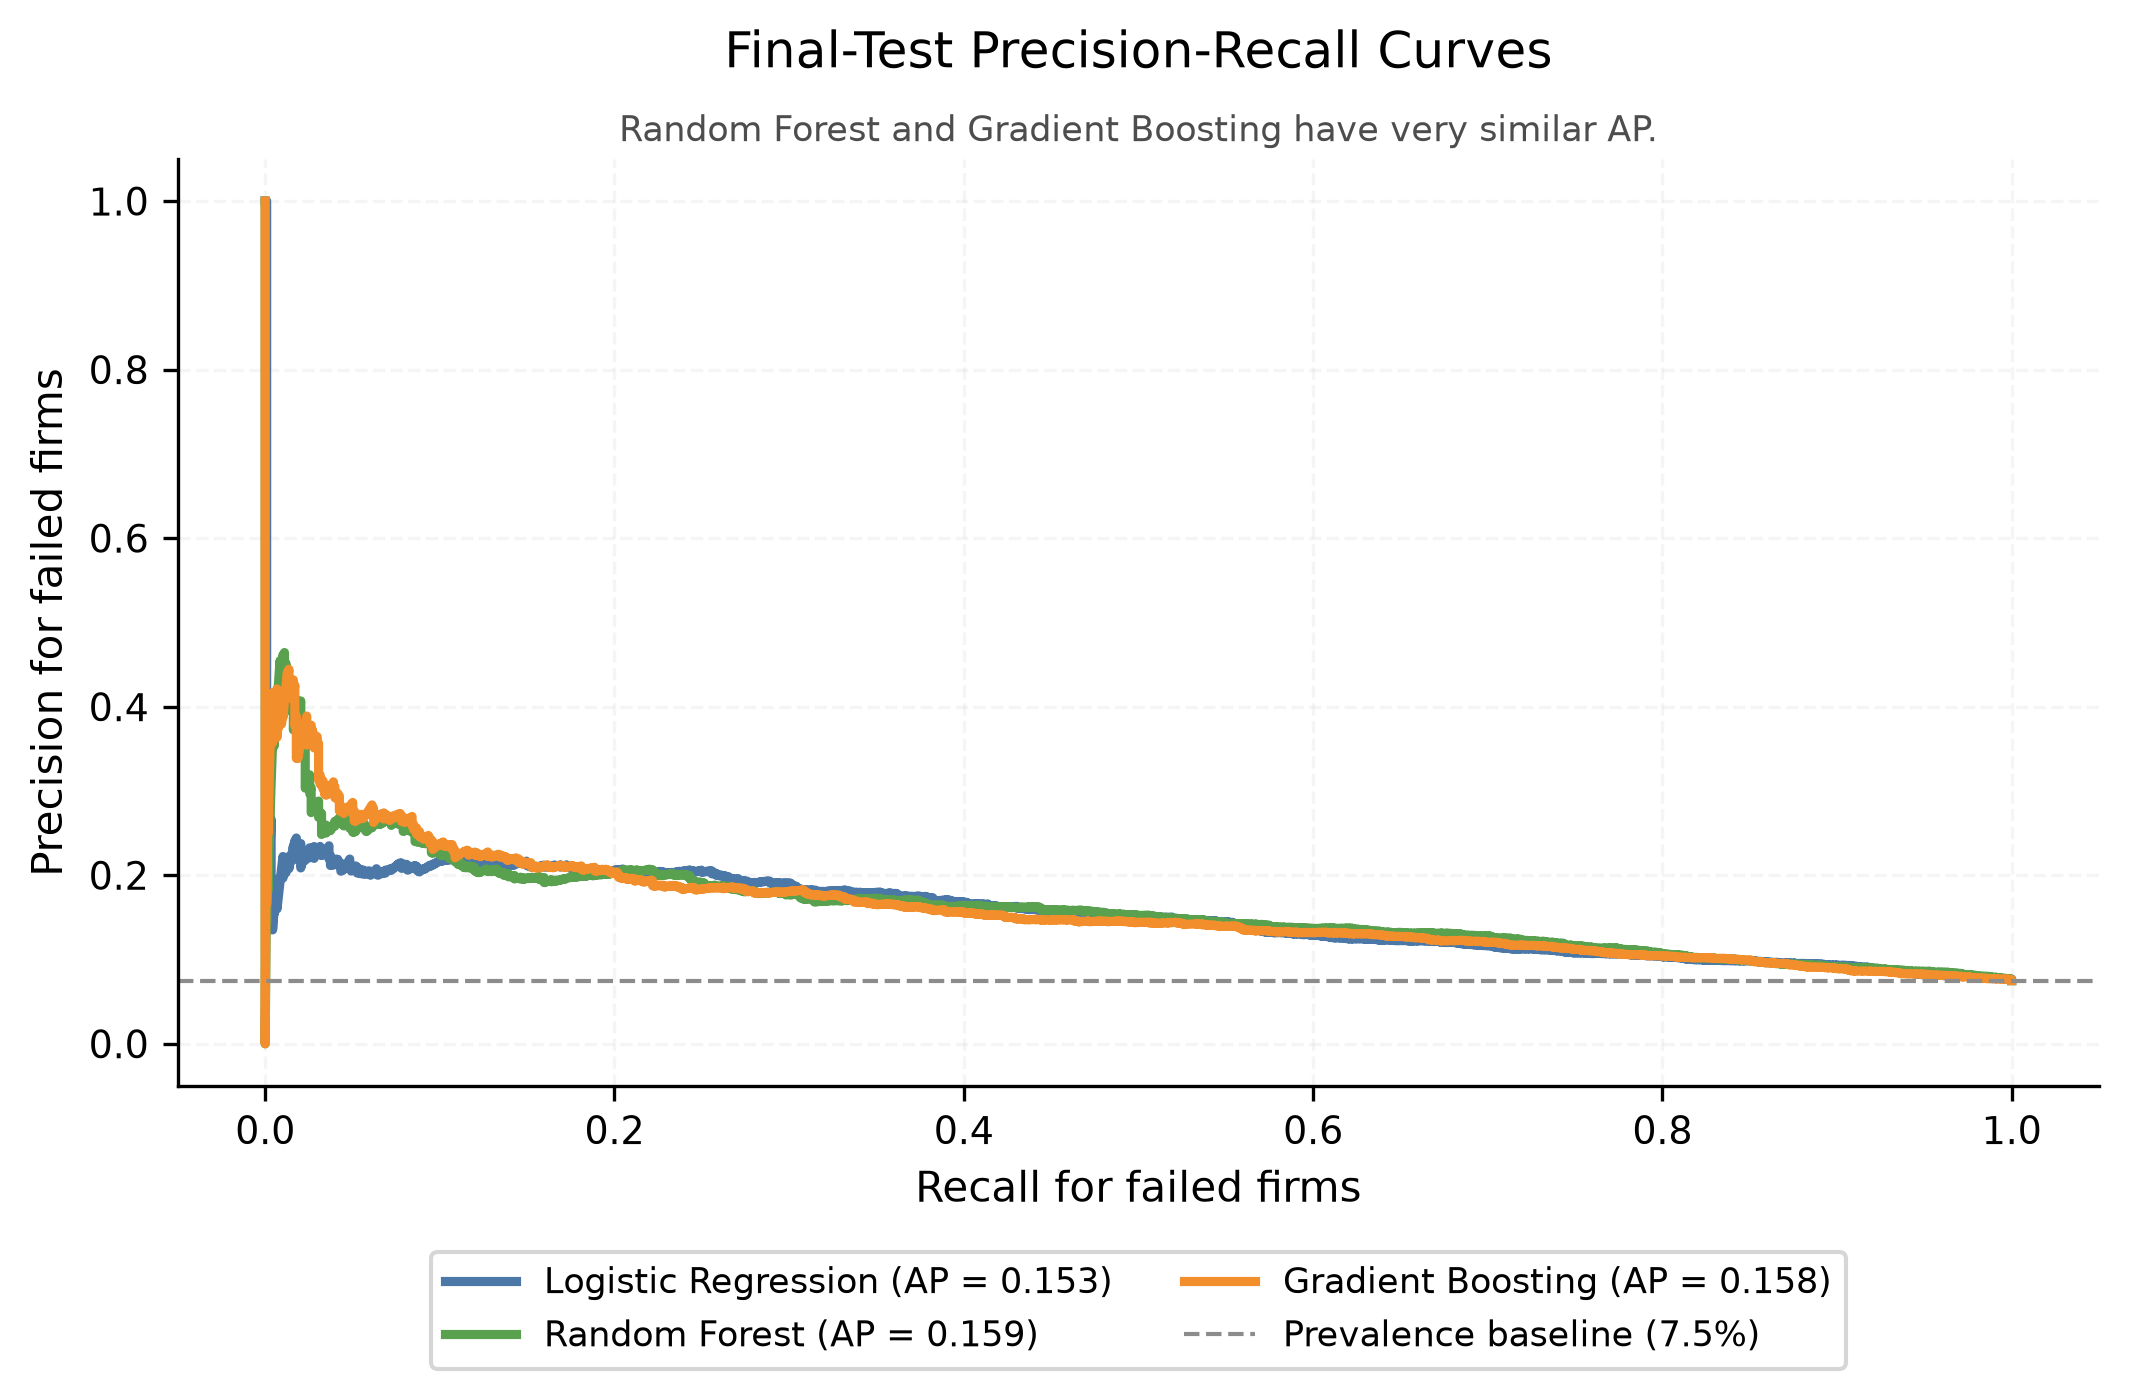 Final-Test Precision-Recall Curves
Random Forest and Gradient Boosting have very similar AP.
Precision for failed firms
1.0
0.8
0.6
0.4
0.2
0.0
0.0 0.2 0.4 0.6 0.8 1.0
Recall for failed firms
Logistic Regression (AP = 0.153)
Random Forest (AP = 0.159)
Gradient Boosting (AP = 0.158)
Prevalence baseline (7.5%)